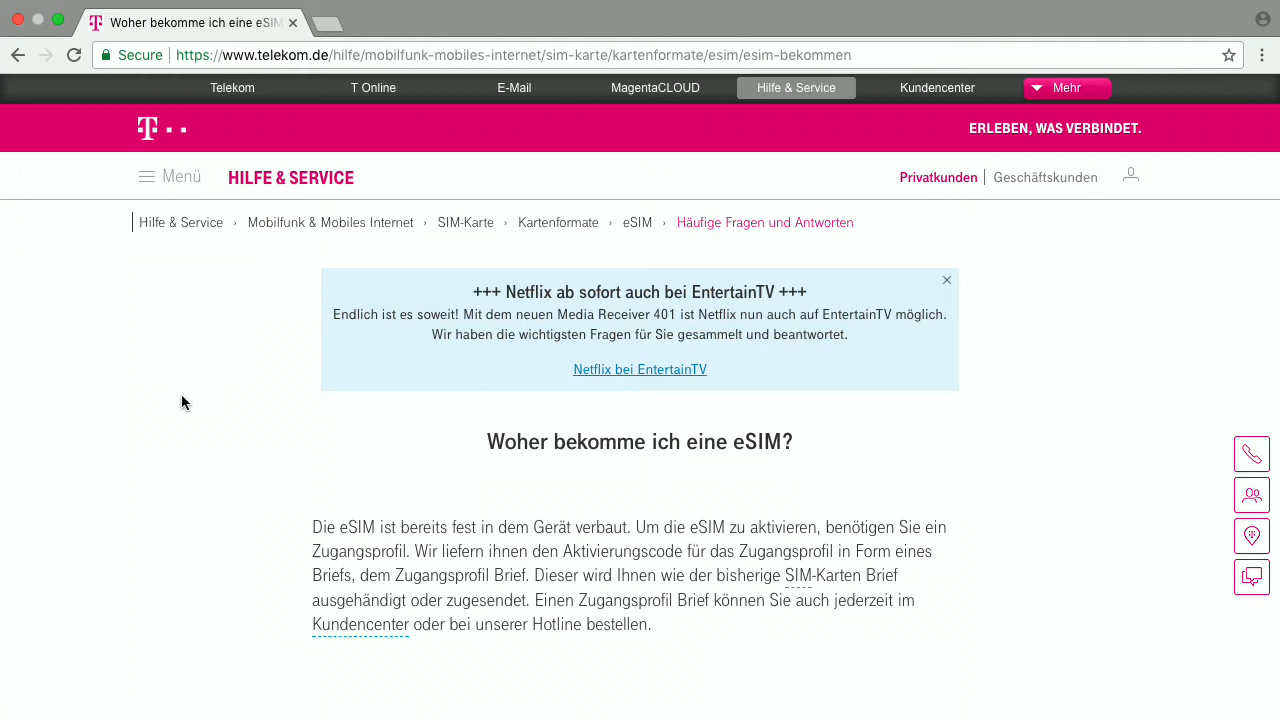 Woher bekomme ich eine eSIM
Secure https://www.telekom.de/hilfe/mobilfunk-mobiles-internet/sim-karte/kartenformate/esim/esim-bekommen
Telekom T Online E-Mail MagentaCLOUD Hilfe & Service Kundencenter Mehr
T ERLEBEN, WAS VERBINDET.
Menü HILFE & SERVICE Privatkunden | Geschäftskunden
Hilfe & Service › Mobilfunk & Mobiles Internet › SIM-Karte › Kartenformate › eSIM › Häufige Fragen und Antworten
+++ Netflix ab sofort auch bei EntertainTV +++
Endlich ist es soweit! Mit dem neuen Media Receiver 401 ist Netflix nun auch auf EntertainTV möglich.
Wir haben die wichtigsten Fragen für Sie gesammelt und beantwortet.
Netflix bei EntertainTV
Woher bekomme ich eine eSIM?
Die eSIM ist bereits fest in dem Gerät verbaut. Um die eSIM zu aktivieren, benötigen Sie ein
Zugangsprofil. Wir liefern ihnen den Aktivierungscode für das Zugangsprofil in Form eines
Briefs, dem Zugangsprofil Brief. Dieser wird Ihnen wie der bisherige SIM-Karten Brief
ausgehändigt oder zugesendet. Einen Zugangsprofil Brief können Sie auch jederzeit im
Kundencenter oder bei unserer Hotline bestellen.